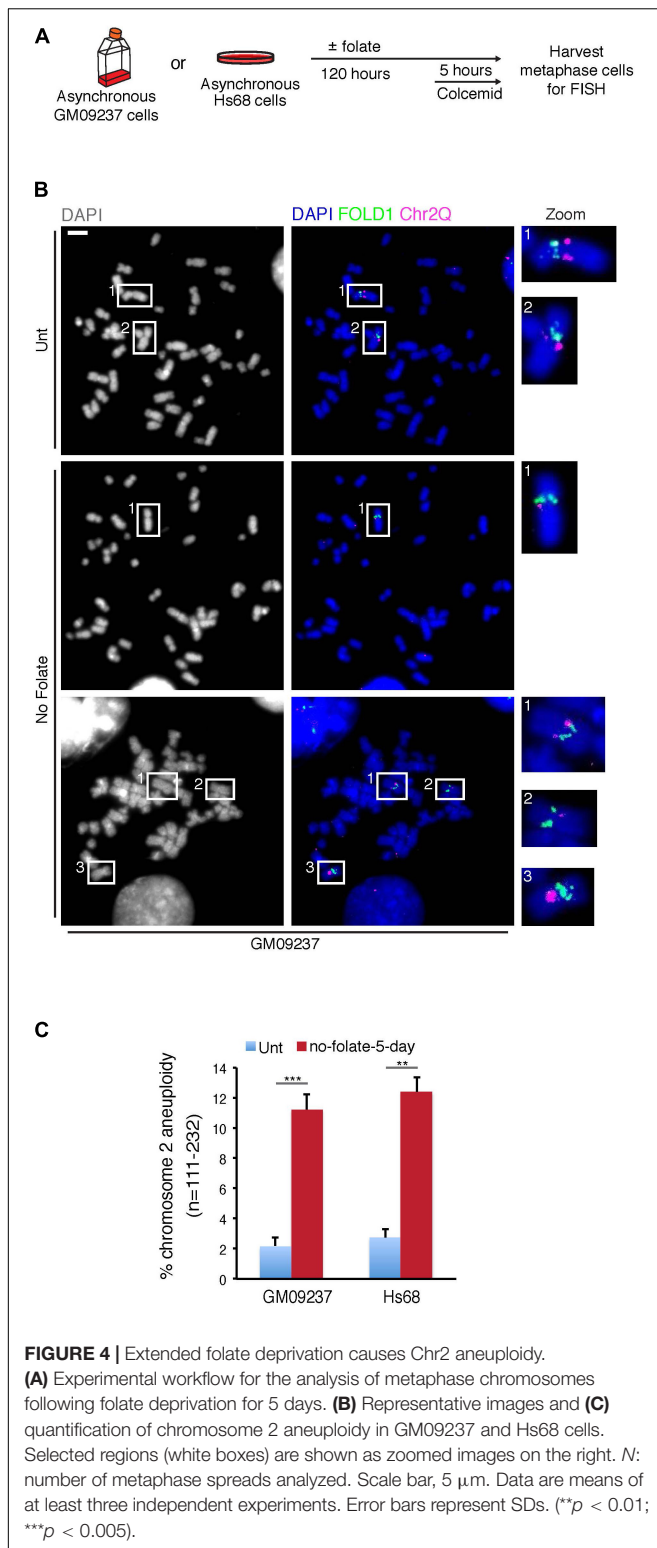 A
Asynchronous
GM09237 cells
or
Asynchronous
Hs68 cells
± folate
120 hours
5 hours
Colcemid
Harvest
metaphase cells
for FISH
B
DAPI
DAPI FOLD1 Chr2Q
Zoom
Unt
1
2
1
2
1
2
No Folate
1
1
1
1
2
3
1
2
3
1
2
3
GM09237
C
Unt
no-folate-5-day
% chromosome 2 aneuploidy
(n=111-232)
14
12
10
8
6
4
2
0
***
**
GM09237
Hs68
FIGURE 4 | Extended folate deprivation causes Chr2 aneuploidy.
(A) Experimental workflow for the analysis of metaphase chromosomes
following folate deprivation for 5 days. (B) Representative images and (C)
quantification of chromosome 2 aneuploidy in GM09237 and Hs68 cells.
Selected regions (white boxes) are shown as zoomed images on the right. N:
number of metaphase spreads analyzed. Scale bar, 5 μm. Data are means of
at least three independent experiments. Error bars represent SDs. (**p < 0.01;
***p < 0.005).